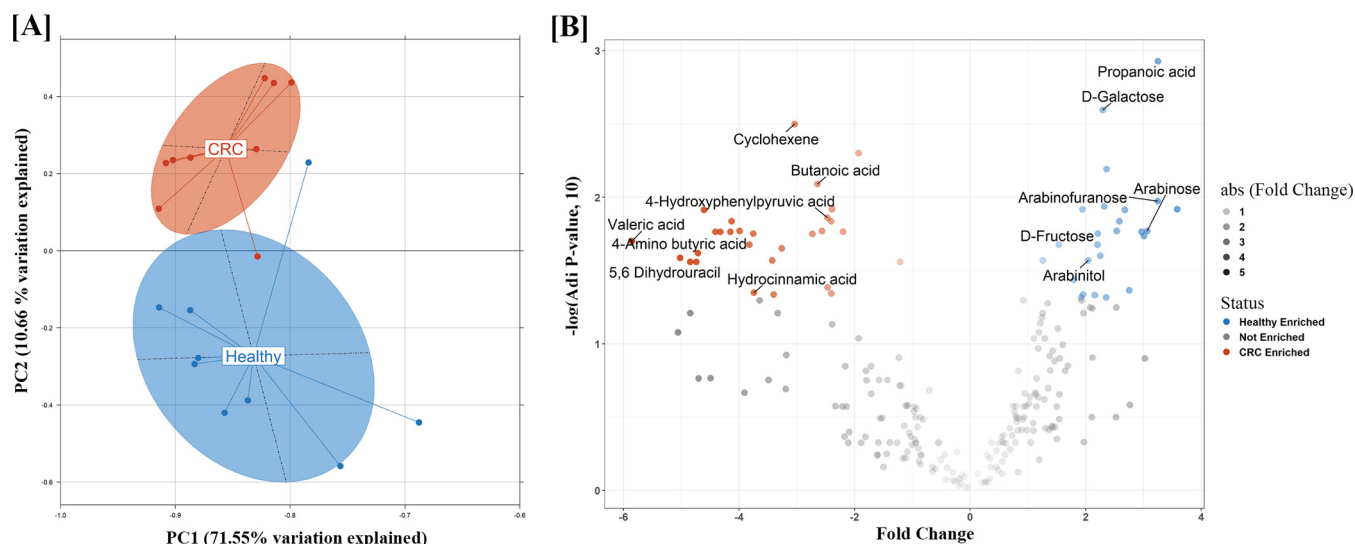 [A]
0.4
0.2
0.0
-0.2
-0.4
-0.6
-1.0
-0.9
-0.8
-0.7
-0.6
CRC
Healthy
PC2 (10.66 % variation explained)
PC1 (71.55% variation explained)
[B]
3
2
1
0
-6
-4
-2
0
2
4
-log(Adi P-value, 10)
Fold Change
Propanoic acid
D-Galactose
Cyclohexene
Butanoic acid
4-Hydroxyphenylpyruvic acid
Arabinofuranose
Arabinose
Valeric acid
4-Amino butyric acid
D-Fructose
5,6 Dihydrouracil
Hydrocinnamic acid
Arabinitol
abs (Fold Change)
1
2
3
4
5
Status
Healthy Enriched
Not Enriched
CRC Enriched